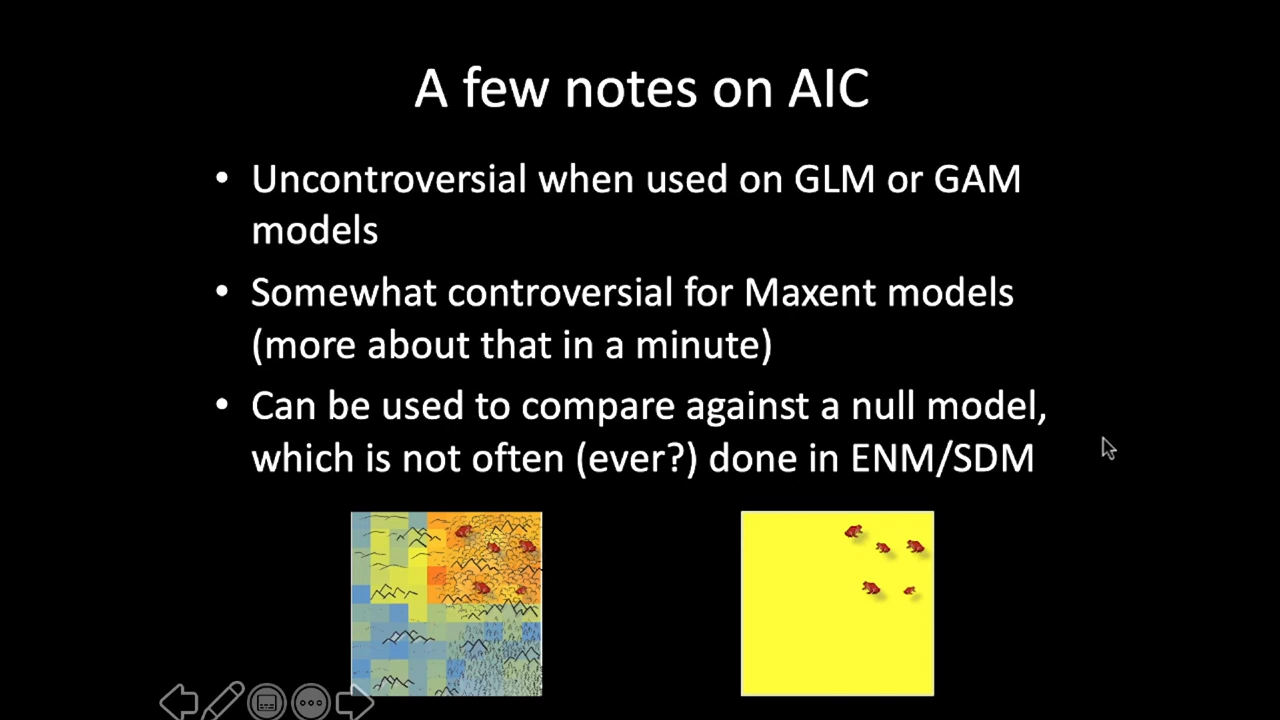 A few notes on AIC
• Uncontroversial when used on GLM or GAM
models
• Somewhat controversial for Maxent models
(more about that in a minute)
• Can be used to compare against a null model,
which is not often (ever?) done in ENM/SDM